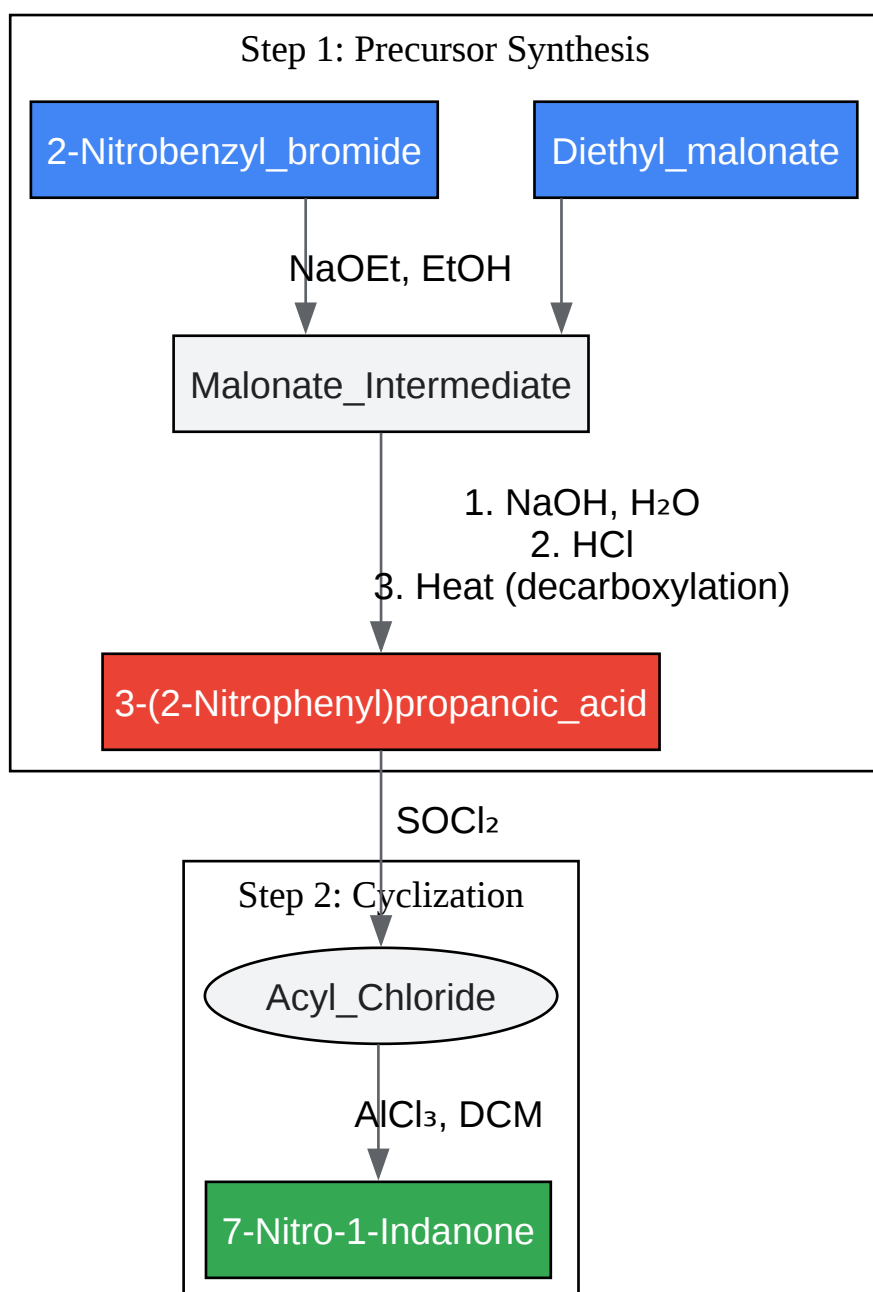 Step 1: Precursor Synthesis
2-Nitrobenzyl_bromide
Diethyl_malonate
NaOEt, EtOH
Malonate_Intermediate
1. NaOH, H₂O
2. HCl
3. Heat (decarboxylation)
3-(2-Nitrophenyl)propanoic_acid
SOCl₂
Step 2: Cyclization
Acyl_Chloride
AlCl₃, DCM
7-Nitro-1-Indanone